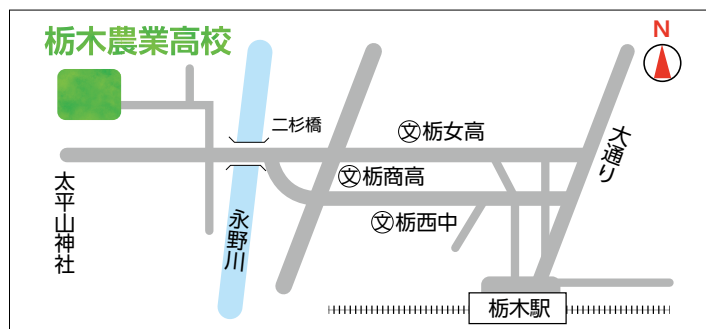 栃木農業高校
N
二杉橋
文栃女高
大通り
文栃商高
太平山神社
永野川
文栃西中
栃木駅